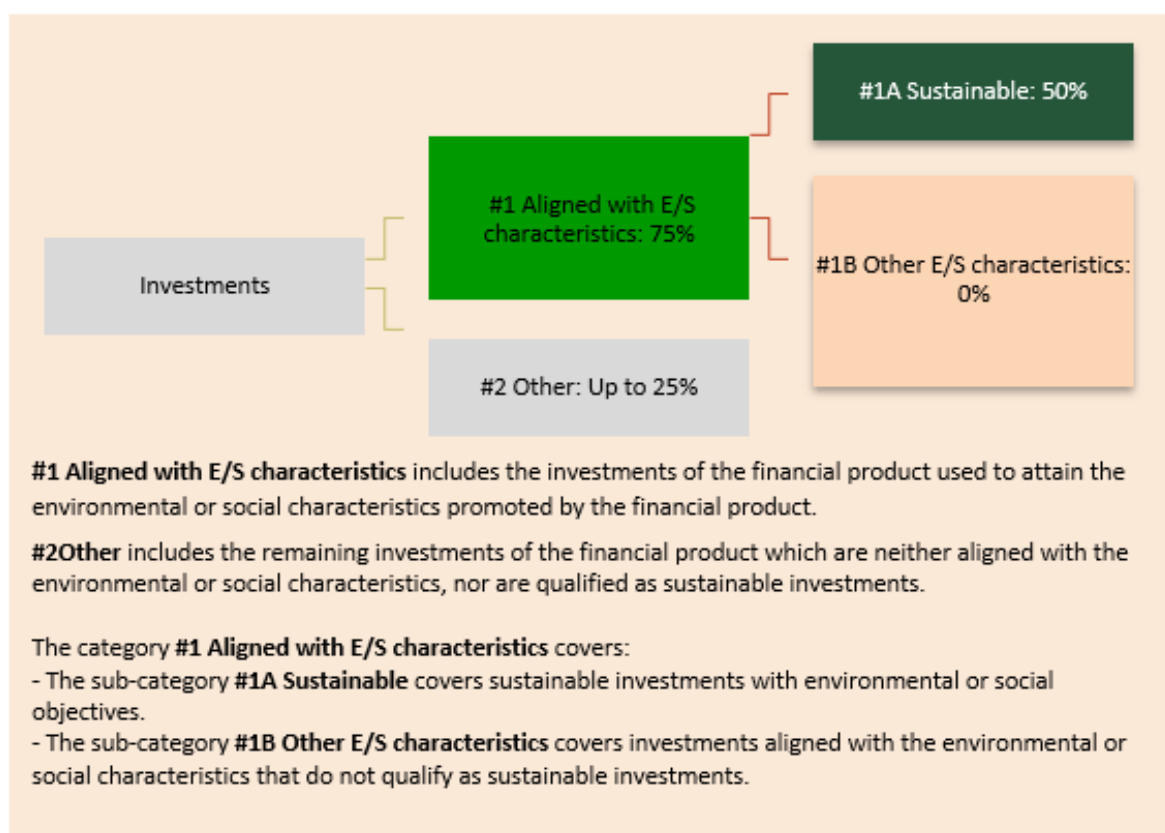 #1A Sustainable: 50%
#1 Aligned with E/S
characteristics: 75%
#1B Other E/S characteristics:
0%
Investments
#2 Other: Up to 25%
#1 Aligned with E/S characteristics includes the investments of the financial product used to attain the
environmental or social characteristics promoted by the financial product.
#2Other includes the remaining investments of the financial product which are neither aligned with the
environmental or social characteristics, nor are qualified as sustainable investments.
The category #1 Aligned with E/S characteristics covers:
- The sub-category #1A Sustainable covers sustainable investments with environmental or social
objectives.
- The sub-category #1B Other E/S characteristics covers investments aligned with the environmental or
social characteristics that do not qualify as sustainable investments.